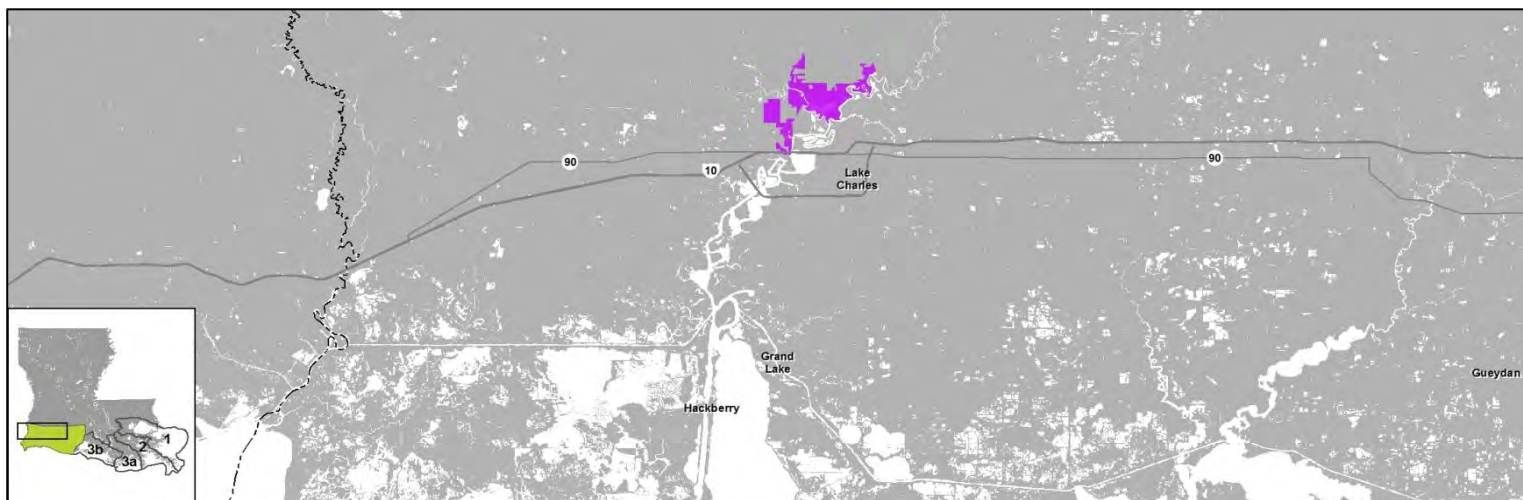 90
10
90
Lake
Charles
Grand
Lake
Hackberry
Gueydan
1
2
3b
3a